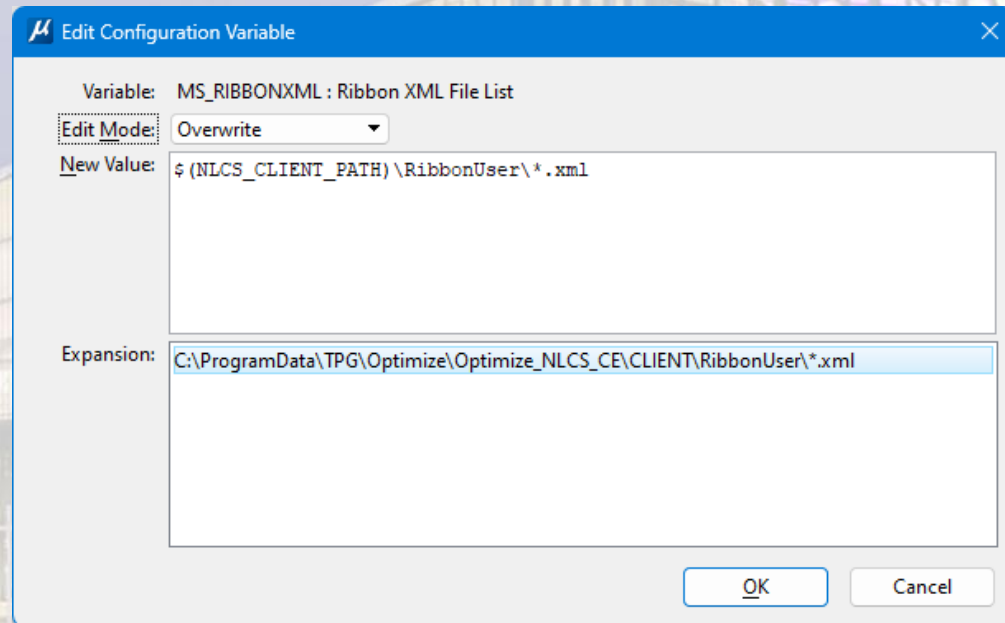 Edit Configuration Variable
Variable: MS_RIBBONXML : Ribbon XML File List
Edit Mode: Overwrite
New Value: $(NLCS_CLIENT_PATH)\RibbonUser\*.xml
Expansion: C:\ProgramData\TPG\Optimize\Optimize_NLCS_CE\CLIENT\RibbonUser\*.xml
OK Cancel